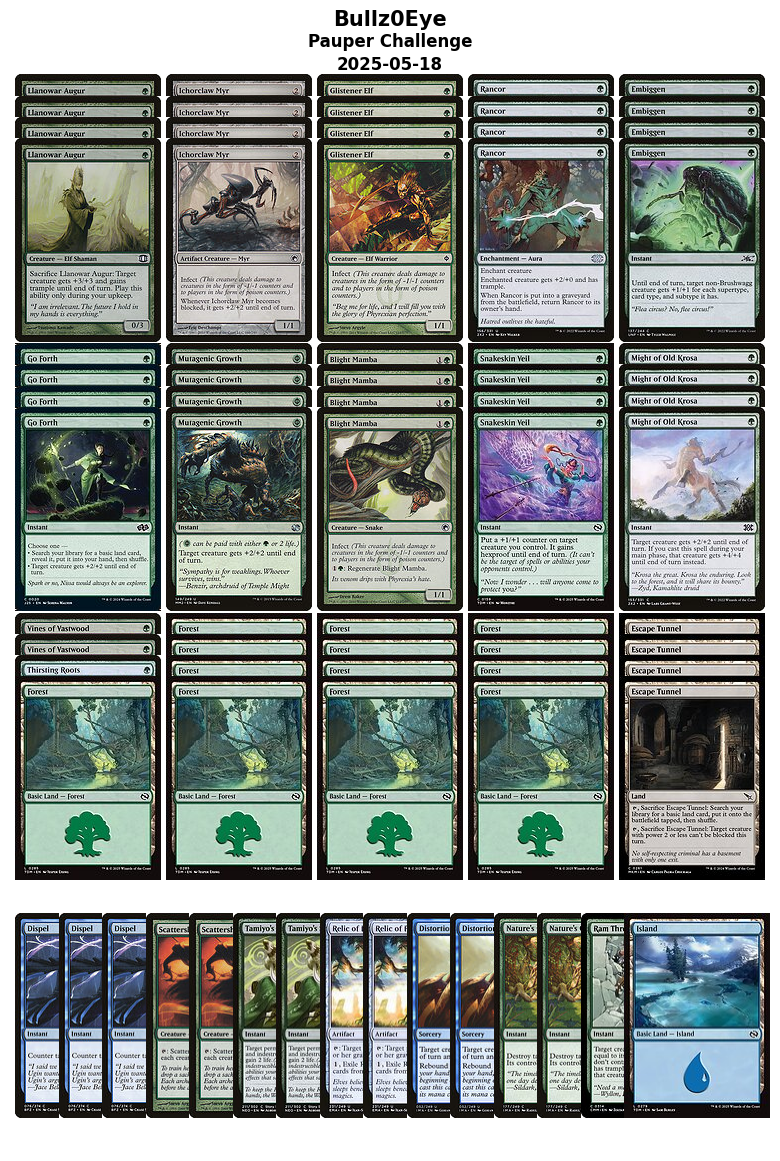 Bullz0Eye
Pauper Challenge
2025-05-18
Llanowar Augur
Llanowar Augur
Llanowar Augur
Llanowar Augur
Creature — Elf Shaman
Sacrifice Llanowar Augur: Target
creature gets +3/+3 and gains
trample until end of turn. Play this
ability only during your upkeep.
"I am irrelevant. The future I hold in
my hands is everything."
0/3
Ichorclaw Myr 2
Ichorclaw Myr 2
Ichorclaw Myr 2
Ichorclaw Myr 2
Artifact Creature — Myr
Infect (This creature deals damage to
creatures in the form of -1/-1 counters
and to players in the form of poison
counters.)
Whenever Ichorclaw Myr becomes
blocked, it gets +2/+2 until end of turn.
1/1
Glistener Elf
Glistener Elf
Glistener Elf
Glistener Elf
Creature — Elf Warrior
Infect (This creature deals damage to
creatures in the form of -1/-1 counters
and to players in the form of poison
counters.)
"Beg me for life, and I will fill you with
the glory of Phyrexian perfection."
1/1
Rancor
Rancor
Rancor
Rancor
Enchantment — Aura
Enchant creature
Enchanted creature gets +2/+0 and has
trample.
When Rancor is put into a graveyard
from the battlefield, return Rancor to its
owner's hand.
Hatred outlives the hateful.
Embiggen
Embiggen
Embiggen
Embiggen
Instant
Until end of turn, target non-Brushwagg
creature gets +1/+1 for each supertype,
card type, and subtype it has.
"Flea circus? No, flee circus!"
Go Forth
Go Forth
Go Forth
Go Forth
Instant
Choose one —
• Search your library for a basic land card,
reveal it, put it into your hand, then shuffle.
• Target creature gets +2/+2 until end of
turn.
Spark or no, Nissa would always be an explorer.
Mutagenic Growth
Mutagenic Growth
Mutagenic Growth
Mutagenic Growth
Instant
( can be paid with either or 2 life.)
Target creature gets +2/+2 until end
of turn.
"Sympathy is for weaklings. Whoever
survives, wins."
—Benzir, archdruid of Temple Might
Blight Mamba 1
Blight Mamba 1
Blight Mamba 1
Blight Mamba 1
Creature — Snake
Infect (This creature deals damage to
creatures in the form of -1/-1 counters and
to players in the form of poison counters.)
1 : Regenerate Blight Mamba.
Its venom drips with Phyrexia's hate.
1/1
Snakeskin Veil
Snakeskin Veil
Snakeskin Veil
Snakeskin Veil
Instant
Put a +1/+1 counter on target
creature you control. It gains
hexproof until end of turn. (It can't
be the target of spells or abilities your
opponents control.)
"Now I wonder . . . will anyone come to
protect you?"
Might of Old Krosa
Might of Old Krosa
Might of Old Krosa
Might of Old Krosa
Instant
Target creature gets +2/+2 until end of
turn. If you cast this spell during your
main phase, that creature gets +4/+4
until end of turn instead.
"Krosa the great. Krosa the enduring. Look
to the forest, and it will share its bounty."
—Zyd, Kamahlite druid
Vines of Vastwood
Vines of Vastwood
Thirsting Roots
Forest
Basic Land — Forest
Forest
Forest
Forest
Forest
Basic Land — Forest
Forest
Forest
Forest
Forest
Basic Land — Forest
Forest
Forest
Forest
Forest
Basic Land — Forest
Escape Tunnel
Escape Tunnel
Escape Tunnel
Escape Tunnel
Land
, Sacrifice Escape Tunnel: Search your
library for a basic land card, put it onto the
battlefield tapped, then shuffle.
, Sacrifice Escape Tunnel: Target creature
with power 2 or less can't be blocked this
turn.
No self-respecting criminal has a basement
with only one exit.
Dispel
Instant
Dispel
Instant
Dispel
Instant
Scattersh
Creature
Scattersh
Creature
Tamiyo's
Instant
Tamiyo's
Instant
Relic of
Artifact
Relic of
Artifact
Distortio
Sorcery
Distortio
Sorcery
Nature's
Instant
Nature's
Instant
Ram Thr
Instant
Island
Basic Land — Island